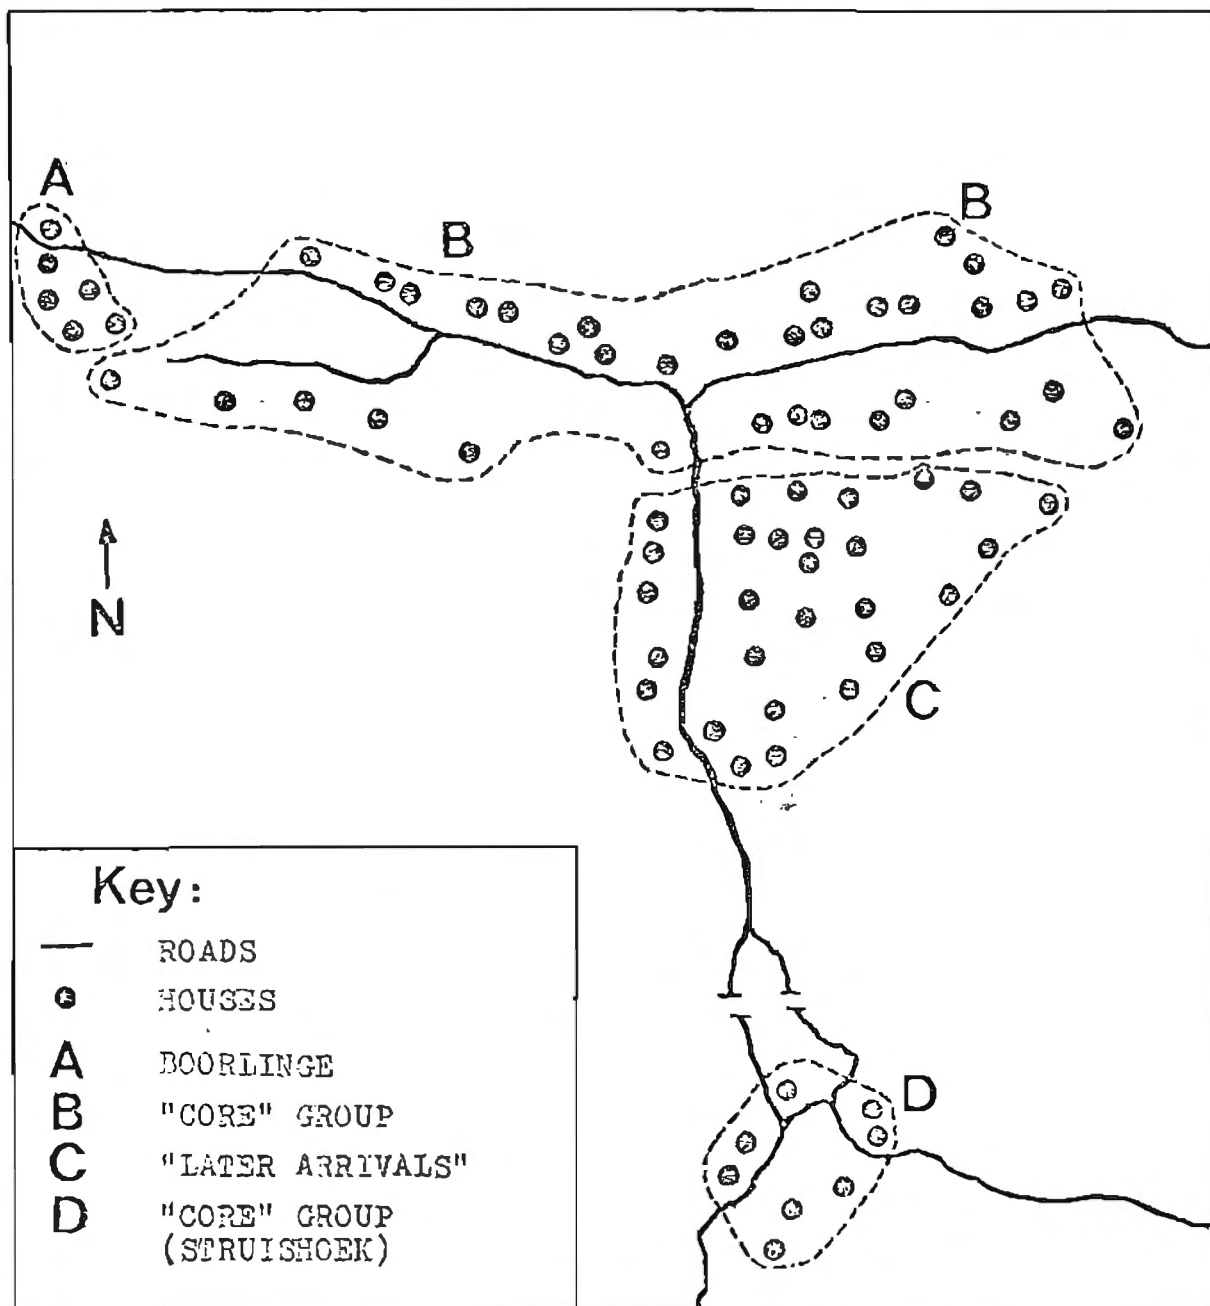 A
B
B
N
C
D
Key:
ROADS
HOUSES
A BOORLINGE
B "CORE" GROUP
C "LATER ARRIVALS"
D "CORE" GROUP
(STRUISHOEK)